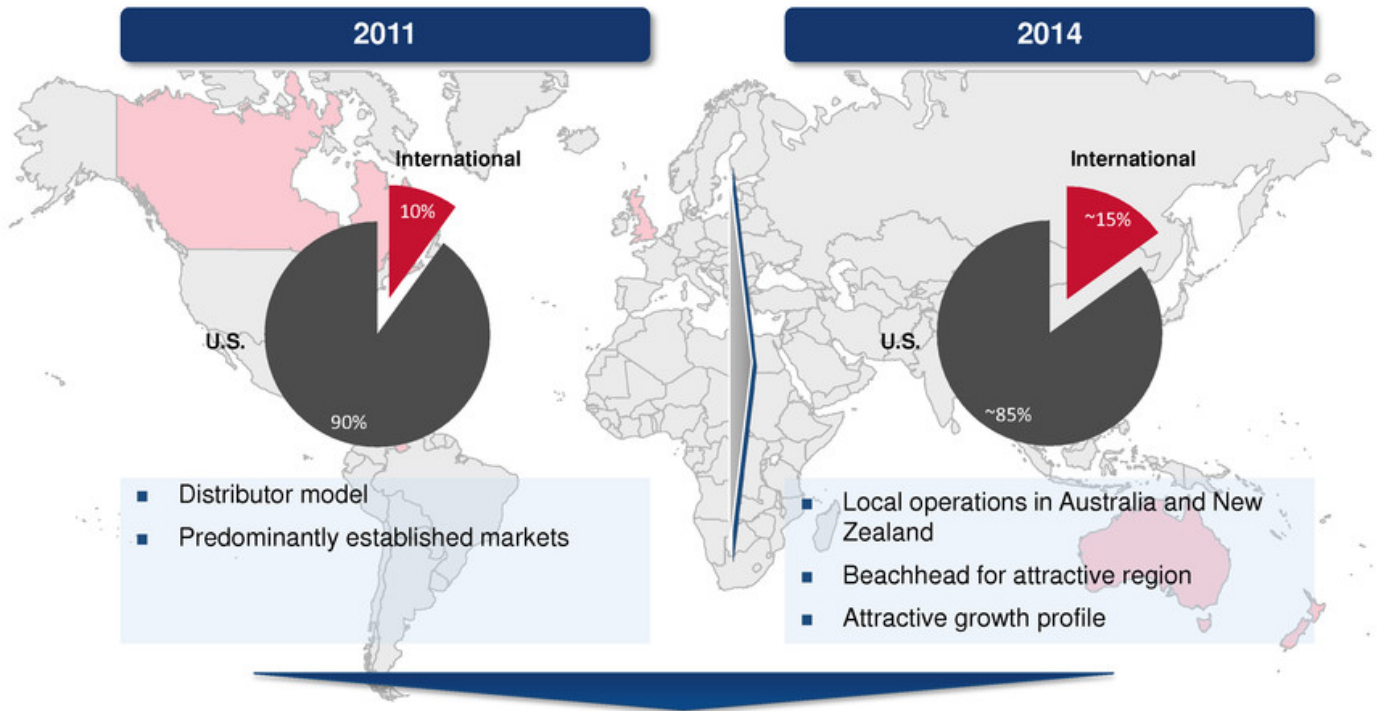 2011
2014
International
10%
U.S.
90%
International
~15%
U.S.
~85%
■ Distributor model
■ Predominantly established markets
■ Local operations in Australia and New
Zealand
■ Beachhead for attractive region
■ Attractive growth profile